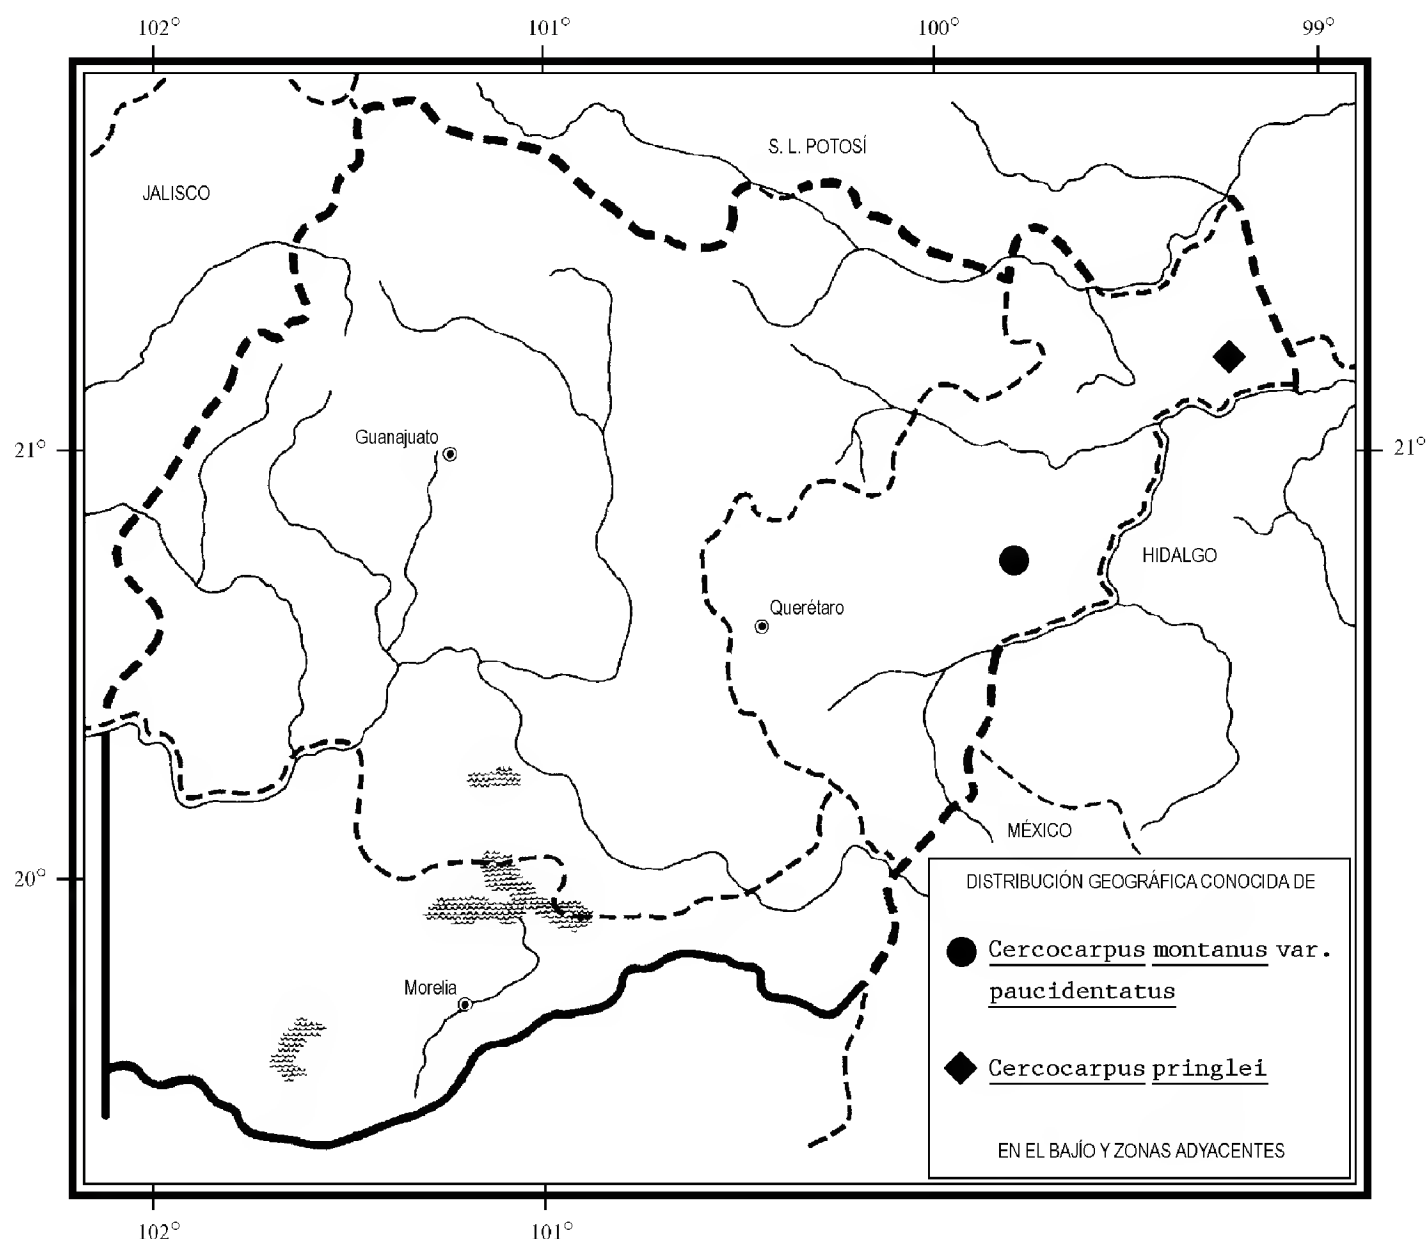 102° 101° 100° 99°
S. L. POTOSÍ
JALISCO
Guanajuato
21° 21°
HIDALGO
Querétaro
MÉXICO
20°
DISTRIBUCIÓN GEOGRÁFICA CONOCIDA DE
Cercocarpus montanus var.
paucidentatus
Morelia
Cercocarpus pringlei
EN EL BAJÍO Y ZONAS ADYACENTES
102° 101°